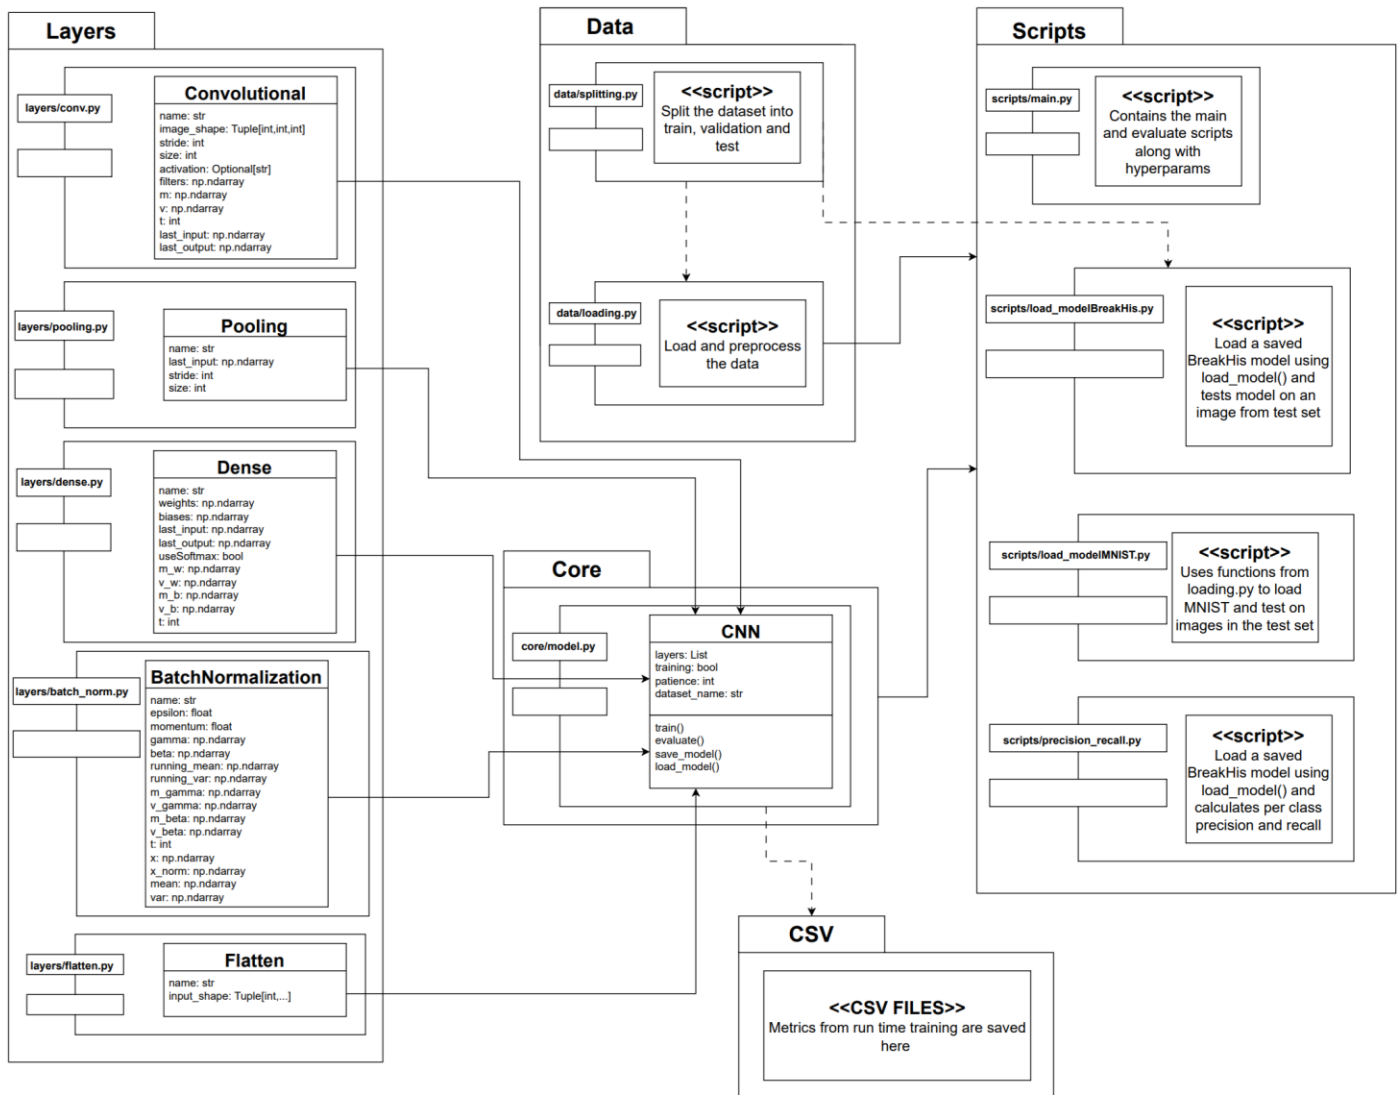 Layers
layers/conv.py
Convolutional
name: str
image_shape: Tuple[int,int,int]
stride: int
size: int
activation: Optional[str]
filters: np.ndarray
m: np.ndarray
v: np.ndarray
t: int
last_input: np.ndarray
last_output: np.ndarray
layers/pooling.py
Pooling
name: str
last_input: np.ndarray
stride: int
size: int
layers/dense.py
Dense
name: str
weights: np.ndarray
biases: np.ndarray
last_input: np.ndarray
last_output: np.ndarray
useSoftmax: bool
m_w: np.ndarray
v_w: np.ndarray
m_b: np.ndarray
v_b: np.ndarray
t: int
layers/batch_norm.py
BatchNormalization
name: str
epsilon: float
momentum: float
gamma: np.ndarray
beta: np.ndarray
running_mean: np.ndarray
running_var: np.ndarray
m_gamma: np.ndarray
v_gamma: np.ndarray
m_beta: np.ndarray
v_beta: np.ndarray
t: int
x: np.ndarray
x_norm: np.ndarray
mean: np.ndarray
var: np.ndarray
layers/flatten.py
Flatten
name: str
input_shape: Tuple[int,...]
Data
data/splitting.py
<<script>>
Split the dataset into
train, validation and
test
data/loading.py
<<script>>
Load and preprocess
the data
Core
core/model.py
CNN
layers: List
training: bool
patience: int
dataset_name: str
train()
evaluate()
save_model()
load_model()
CSV
<<CSV FILES>>
Metrics from run time training are saved
here
Scripts
scripts/main.py
<<script>>
Contains the main
and evaluate scripts
along with
hyperparams
scripts/load_modelBreakHis.py
<<script>>
Load a saved
BreakHis model using
load_model() and
tests model on an
image from test set
scripts/load_modelMNIST.py
<<script>>
Uses functions from
loading.py to load
MNIST and test on
images in the test set
scripts/precision_recall.py
<<script>>
Load a saved
BreakHis model using
load_model() and
calculates per class
precision and recall